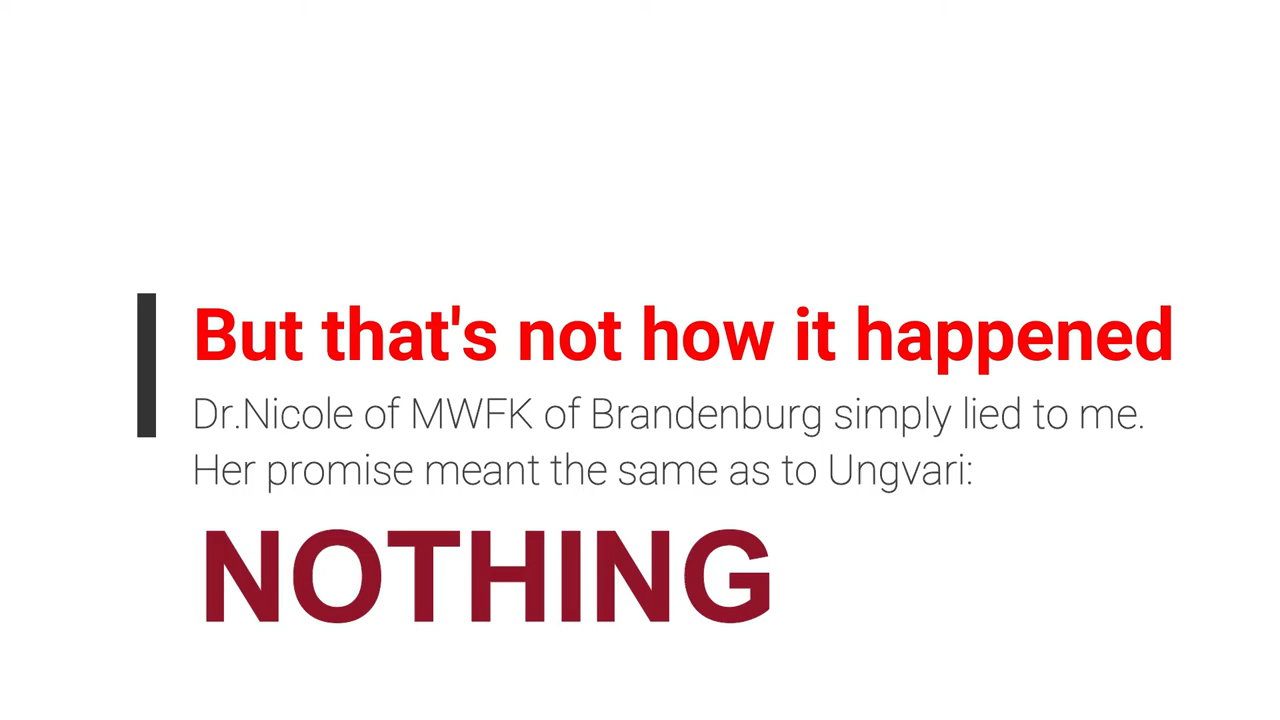 But that's not how it happened
Dr.Nicole of MWFK of Brandenburg simply lied to me.
Her promise meant the same as to Ungvari:
NOTHING